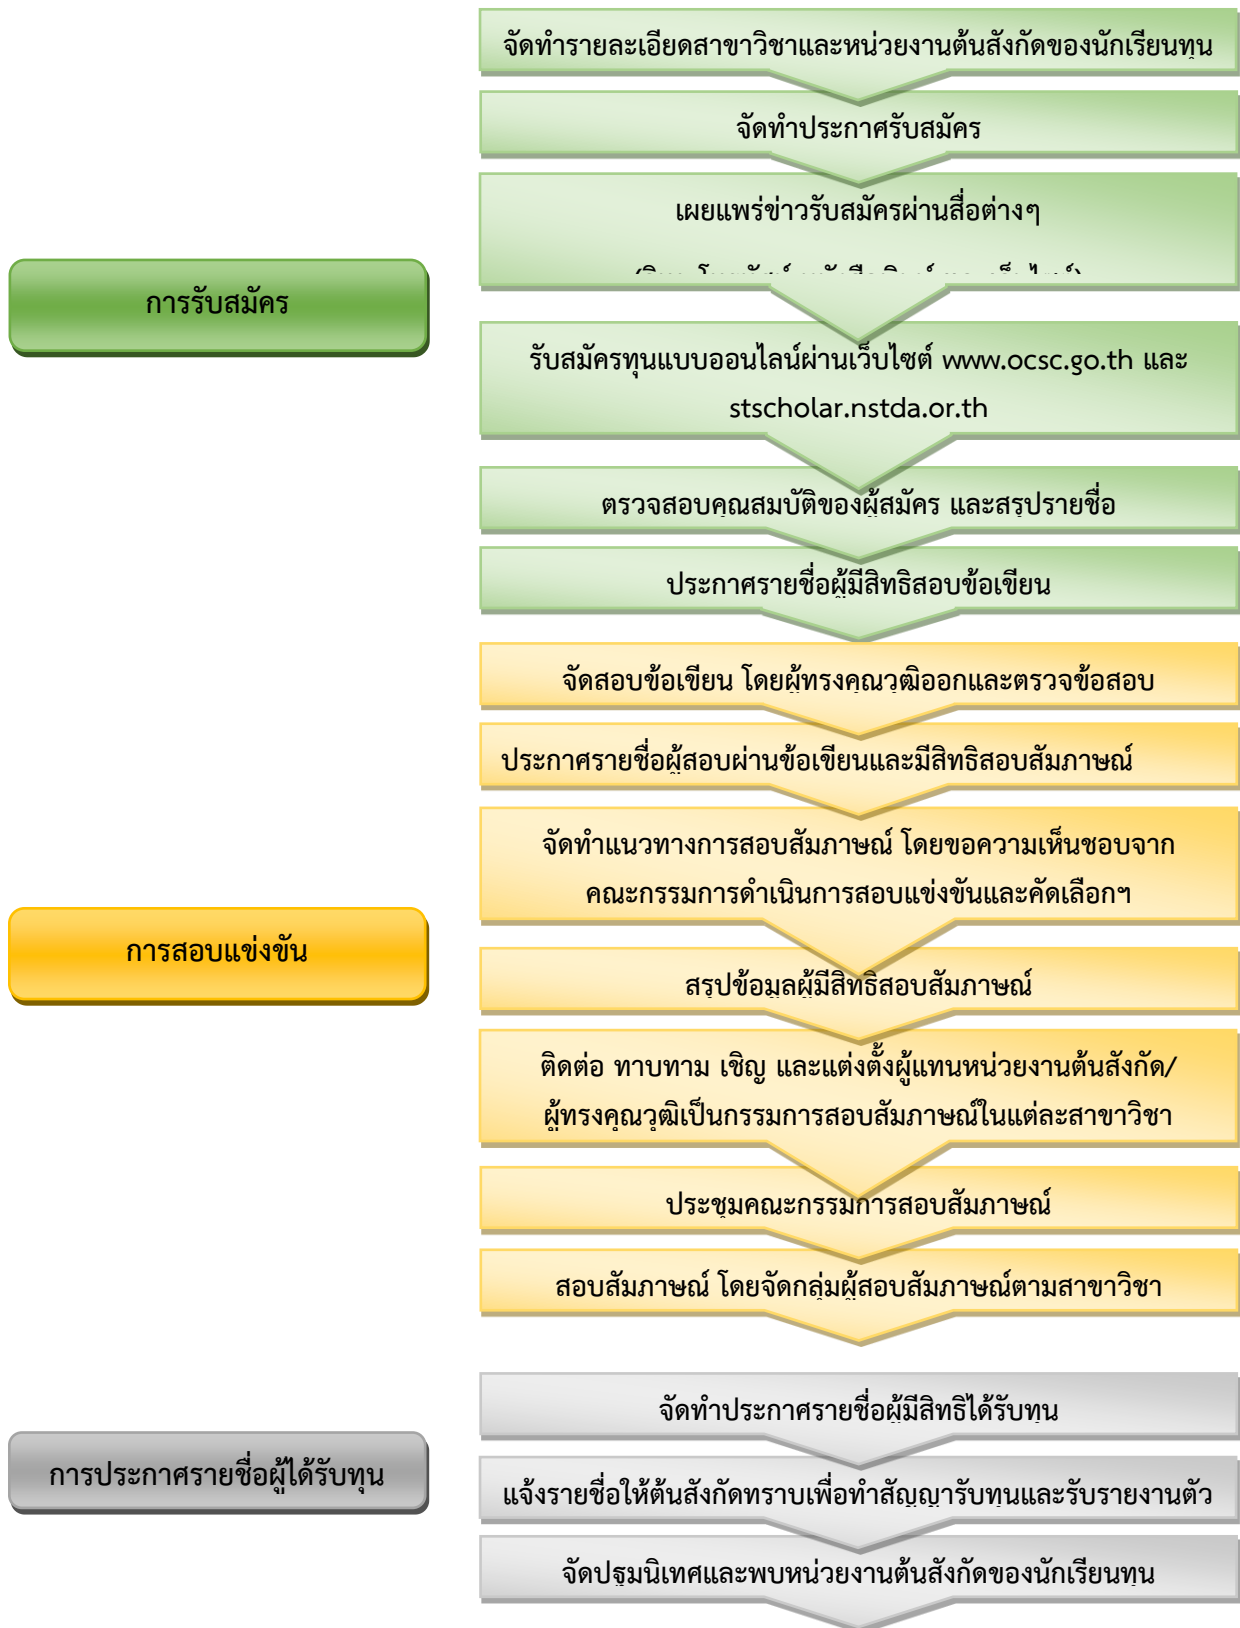 จัดทำรายละเอียดสาขาวิชาและหน่วยงานต้นสังกัดของนักเรียนทุน
จัดทำประกาศรับสมัคร
เผยแพร่ข่าวรับสมัครผ่านสื่อต่างๆ
การรับสมัคร
รับสมัครทุนแบบออนไลน์ผ่านเว็บไซต์ www.ocsc.go.th และ
stscholar.nstda.or.th
ตรวจสอบคุณสมบัติของผู้สมัคร และสรุปรายชื่อ
ประกาศรายชื่อผู้มีสิทธิสอบข้อเขียน
จัดสอบข้อเขียน โดยผู้ทรงคุณวุฒิออกและตรวจข้อสอบ
ประกาศรายชื่อผู้สอบผ่านข้อเขียนและมีสิทธิสอบสัมภาษณ์
จัดทำแนวทางการสอบสัมภาษณ์ โดยขอความเห็นชอบจาก
คณะกรรมการดำเนินการสอบแข่งขันและคัดเลือกฯ
การสอบแข่งขัน
สรุปข้อมูลผู้มีสิทธิสอบสัมภาษณ์
ติดต่อ ทาบทาม เชิญ และแต่งตั้งผู้แทนหน่วยงานต้นสังกัด/
ผู้ทรงคุณวุฒิเป็นกรรมการสอบสัมภาษณ์ในแต่ละสาขาวิชา
ประชุมคณะกรรมการสอบสัมภาษณ์
สอบสัมภาษณ์ โดยจัดกลุ่มผู้สอบสัมภาษณ์ตามสาขาวิชา
จัดทำประกาศรายชื่อผู้มีสิทธิได้รับทุน
การประกาศรายชื่อผู้ได้รับทุน
แจ้งรายชื่อให้ต้นสังกัดทราบเพื่อทำสัญญารับทุนและรับรายงานตัว
จัดปฐมนิเทศและพบหน่วยงานต้นสังกัดของนักเรียนทุน